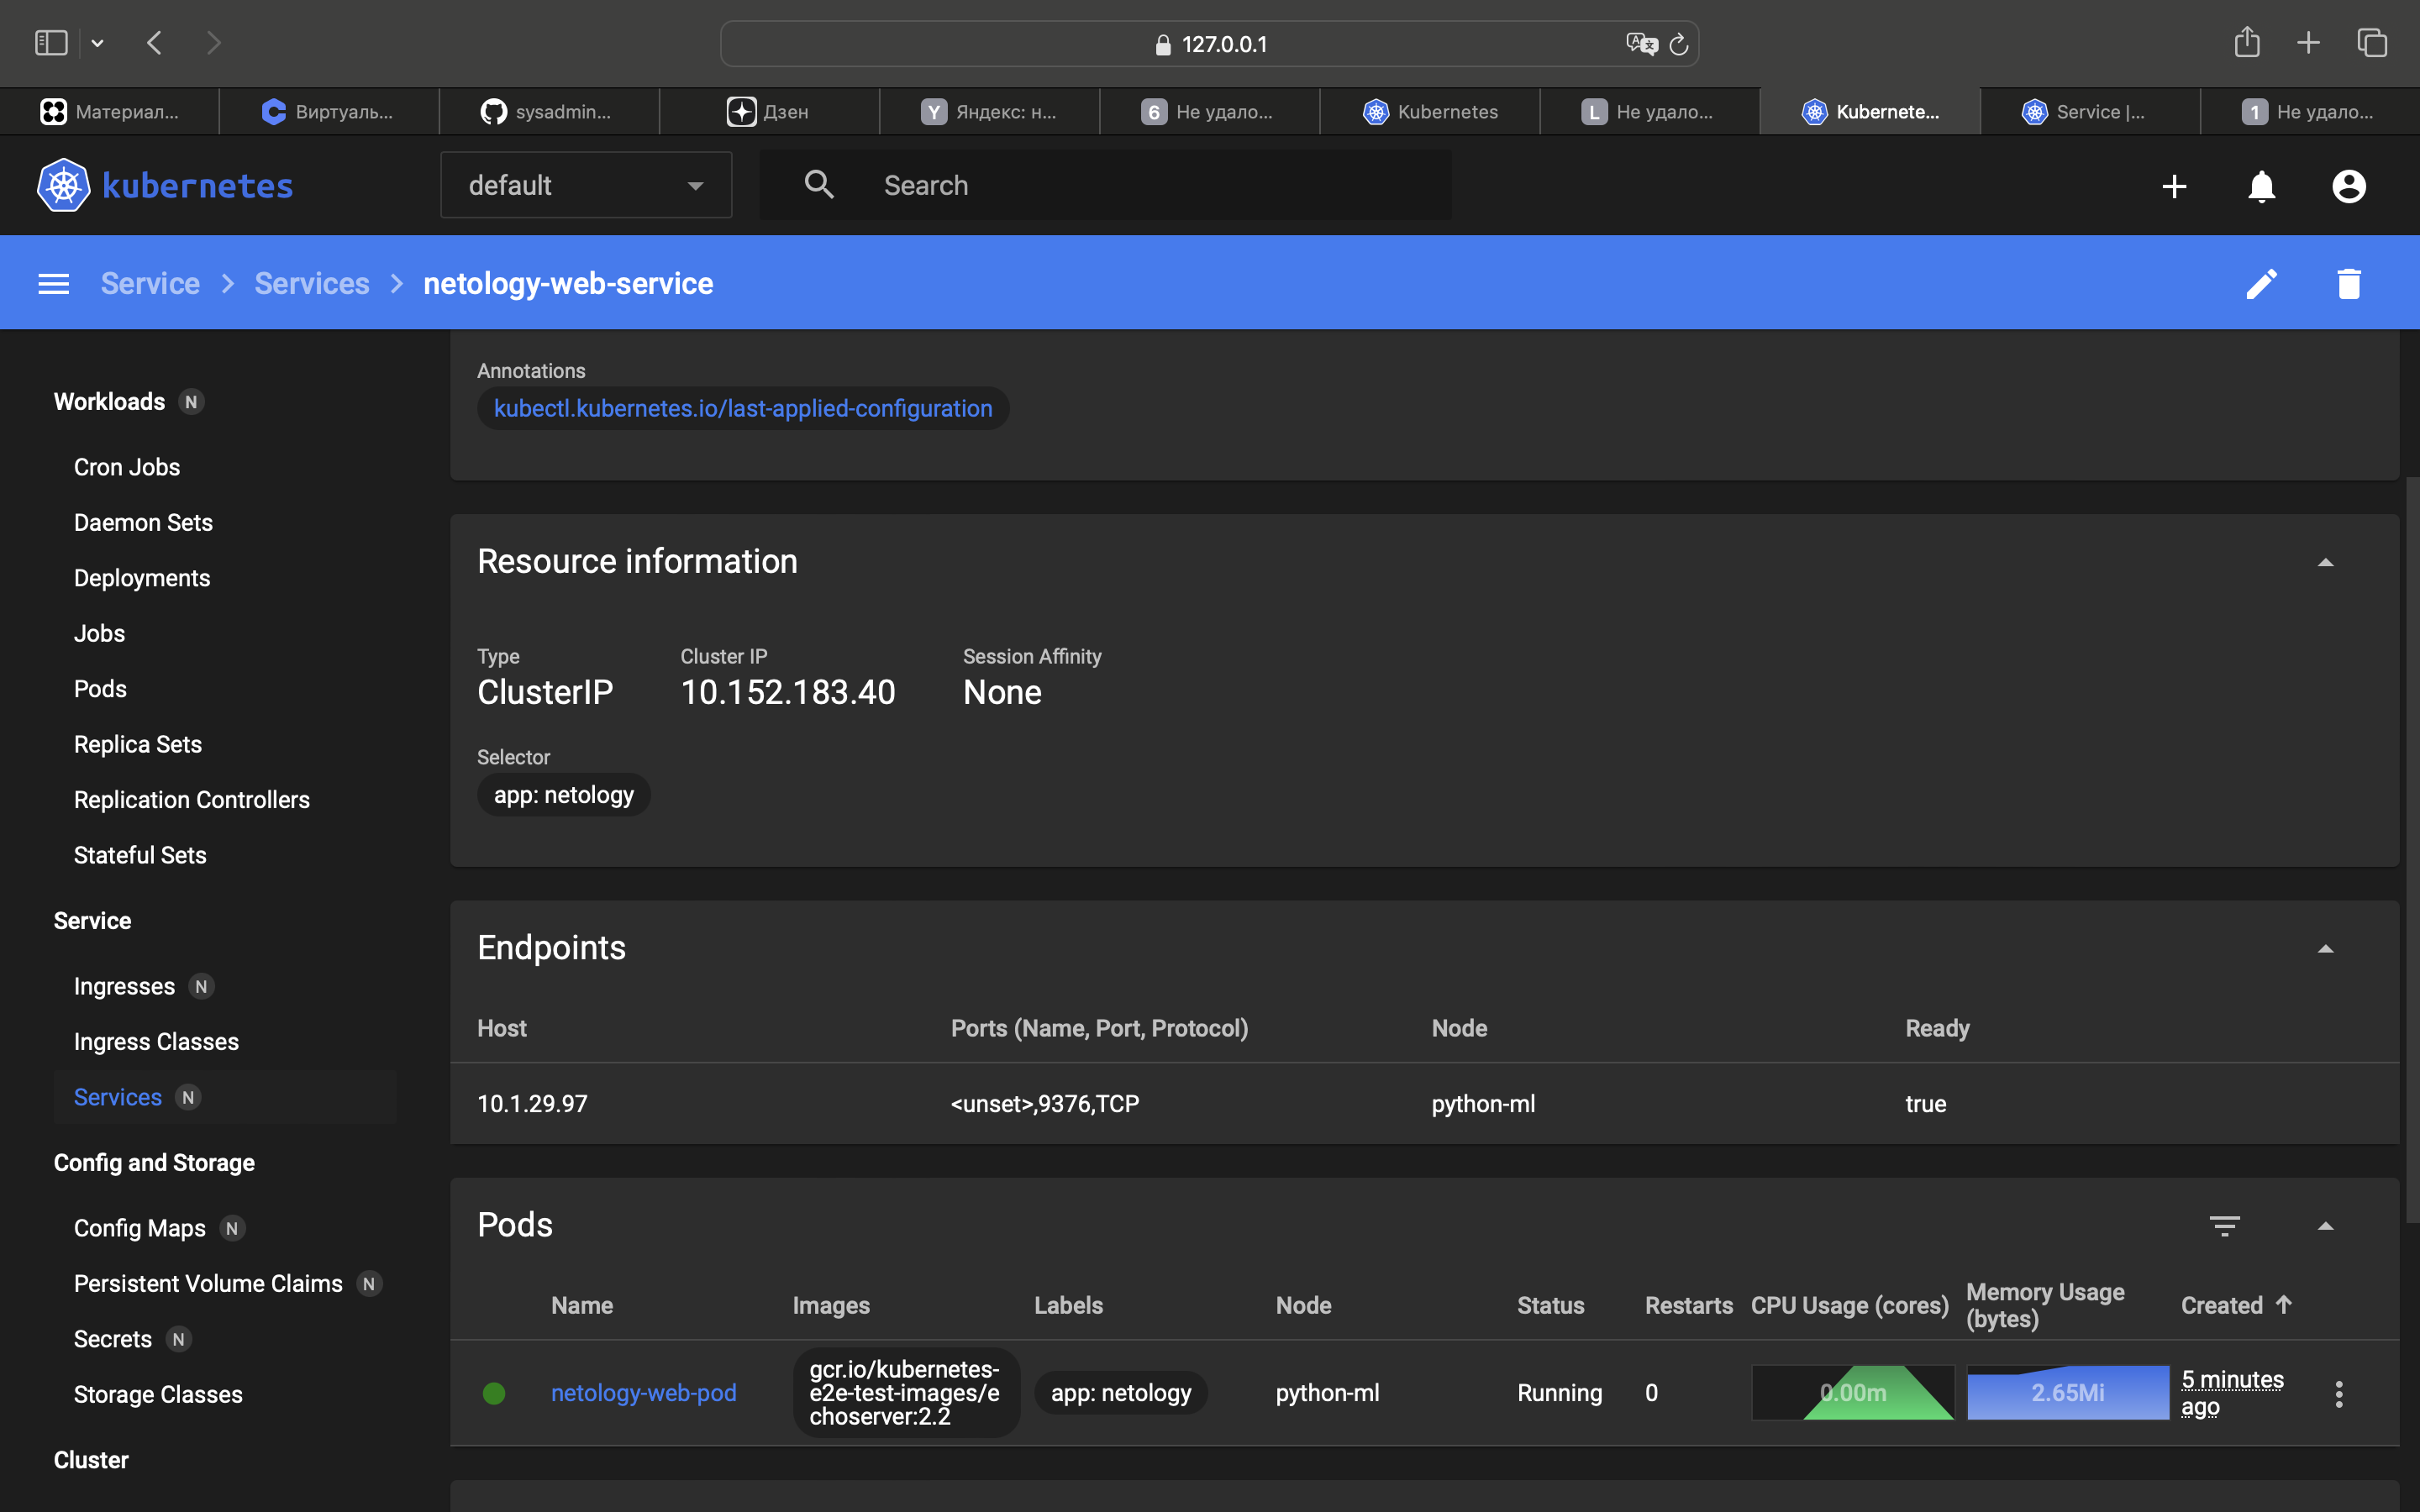 127.0.0.1
Материал...
Виртуаль...
sysadmin...
Дзен
Y Яндекс: н...
6 Не удало...
Kubernetes
L Не удало...
Kubernete...
Service |...
1 Не удало...
kubernetes
default
Search
Service
Services
netology-web-service
Workloads N
Cron Jobs
Daemon Sets
Deployments
Jobs
Pods
Replica Sets
Replication Controllers
Stateful Sets
Service
Ingresses N
Ingress Classes
Services N
Config and Storage
Config Maps N
Persistent Volume Claims N
Secrets N
Storage Classes
Cluster
Annotations
kubectl.kubernetes.io/last-applied-configuration
Resource information
Type Cluster IP Session Affinity
ClusterIP 10.152.183.40 None
Selector
app: netology
Endpoints
Host Ports (Name, Port, Protocol) Node Ready
10.1.29.97 <unset>,9376,TCP python-ml true
Pods
Name Images Labels Node Status Restarts CPU Usage (cores) Memory Usage (bytes) Created
netology-web-pod
gcr.io/kubernetes-
e2e-test-images/e
choserver:2.2
app: netology
python-ml
Running
0
0.00m
2.65Mi
5 minutes
ago